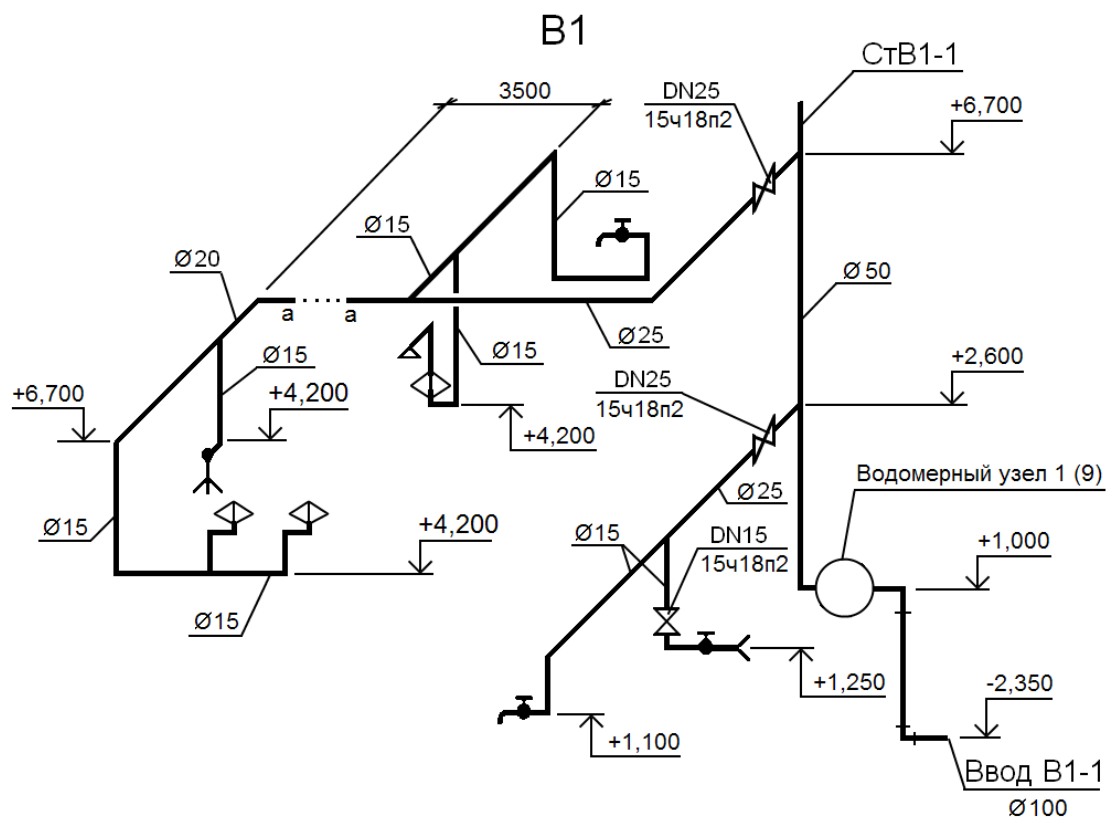 В1
СтВ1-1
3500
DN25
15ч18п2
+6,700
Ø15
Ø15
Ø20
Ø50
а
а
Ø25
Ø15
Ø15
+2,600
DN25
15ч18п2
+6,700
+4,200
+4,200
Водомерный узел 1 (9)
Ø25
Ø15
+4,200
Ø15
DN15
15ч18п2
+1,000
Ø15
+1,250
-2,350
+1,100
Ввод В1-1
Ø100